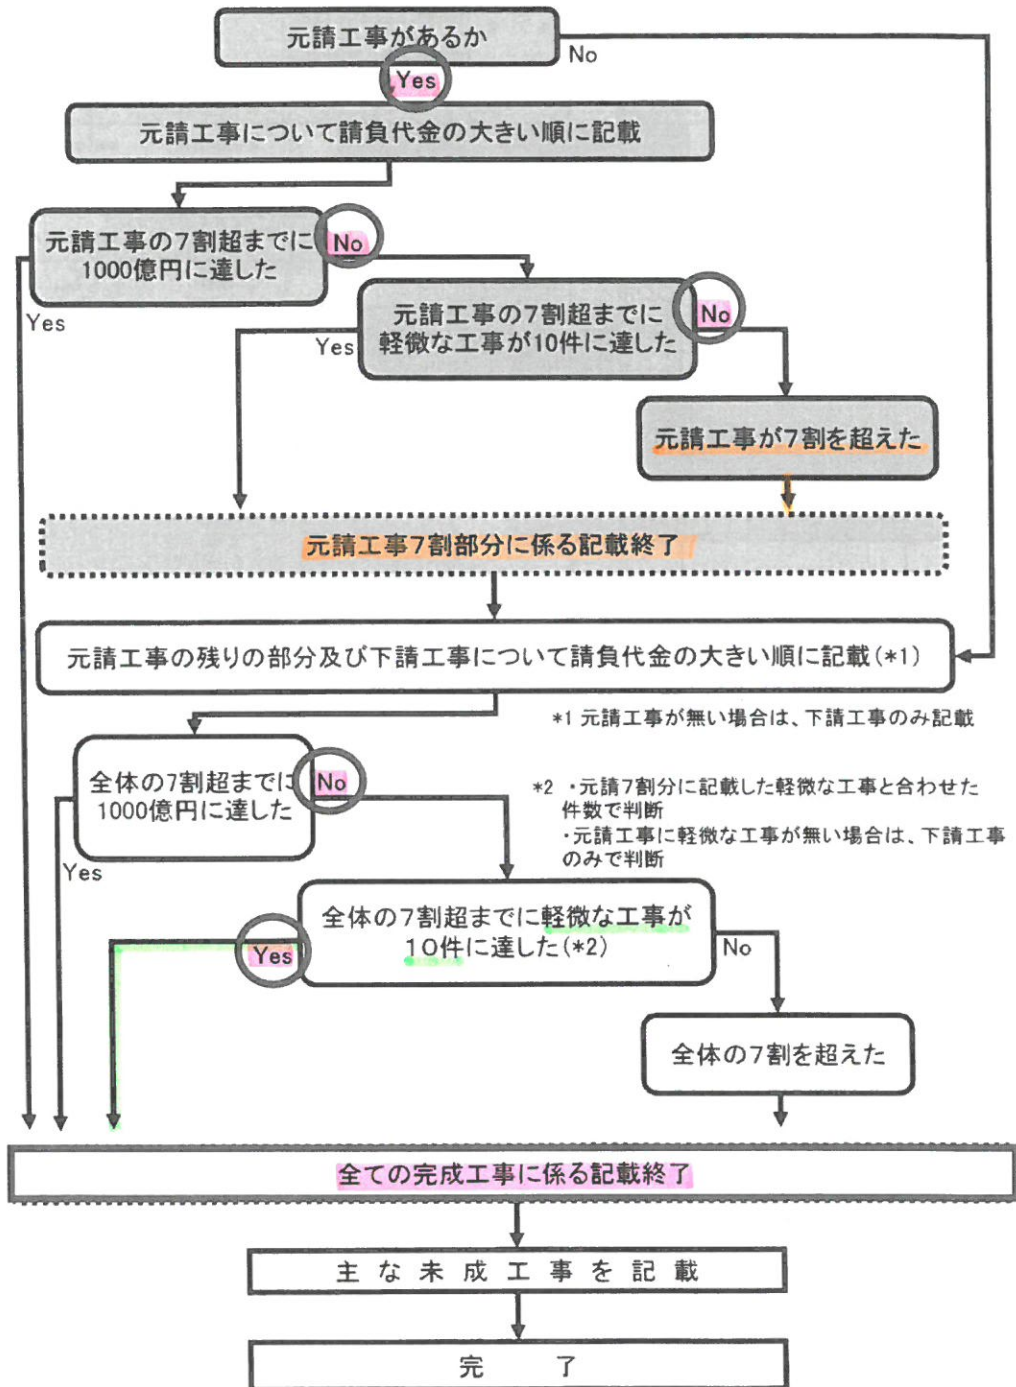 元請工事があるか
No
Yes
元請工事について請負代金の大きい順に記載
元請工事の7割超までに
1000億円に達した
No
Yes
元請工事の7割超までに
軽微な工事が10件に達した
No
Yes
元請工事が7割を超えた
元請工事7割部分に係る記載終了
元請工事の残りの部分及び下請工事について請負代金の大きい順に記載(*1)
*1 元請工事が無い場合は、下請工事のみ記載
全体の7割超までに
1000億円に達した
No
Yes
*2 ・元請7割分に記載した軽微な工事と合わせた
件数で判断
・元請工事に軽微な工事が無い場合は、下請工事
のみで判断
全体の7割超までに軽微な工事が
10件に達した(*2)
Yes
No
全体の7割を超えた
全ての完成工事に係る記載終了
主な未成工事を記載
完 了